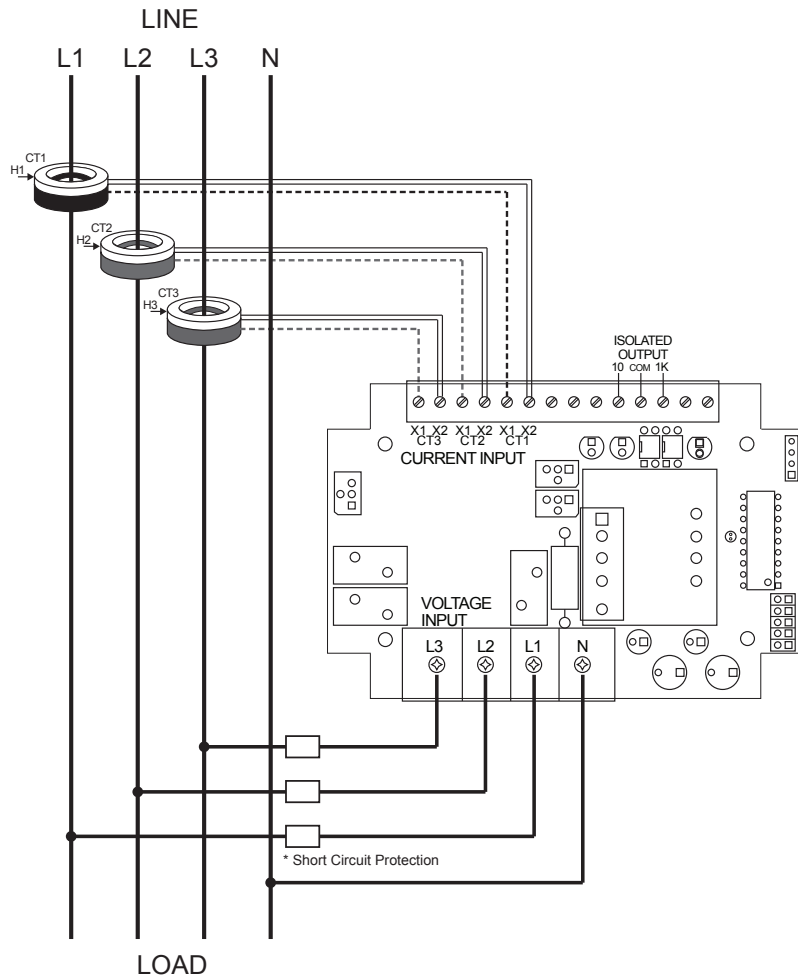 LINE
L1 L2 L3 N
CT1
H1
CT2
H2
CT3
H3
ISOLATED
OUTPUT
10 COM 1K
X1 X2 X1 X2 X1 X2
CT3 CT2 CT1
CURRENT INPUT
VOLTAGE
INPUT
L3 L2 L1 N
* Short Circuit Protection
LOAD